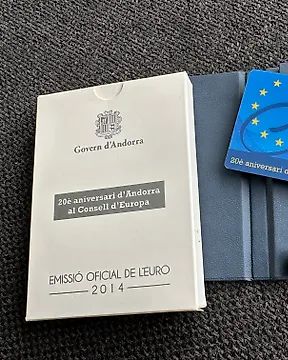 Govern d'Andorra
20è aniversari d'Andorra
al Consell d'Europa
EMISSIÓ OFICIAL DE L'EURO
2014
20è aniversari d